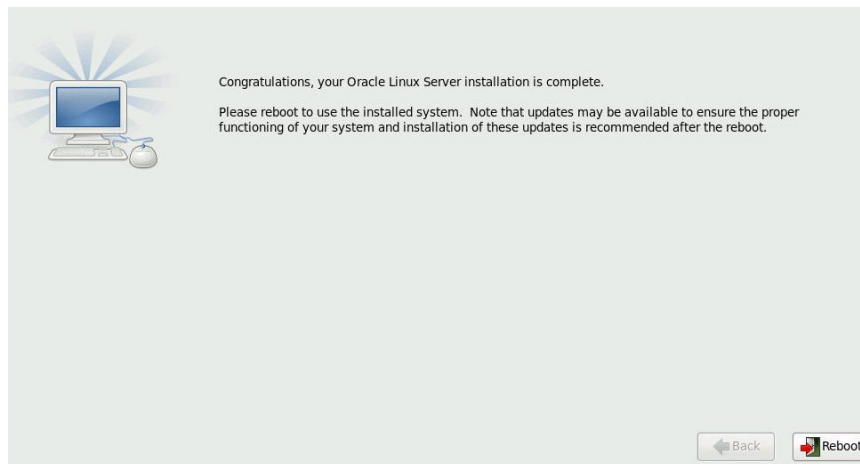 Congratulations, your Oracle Linux Server installation is complete.
Please reboot to use the installed system. Note that updates may be available to ensure the proper
functioning of your system and installation of these updates is recommended after the reboot.
Back
Reboot